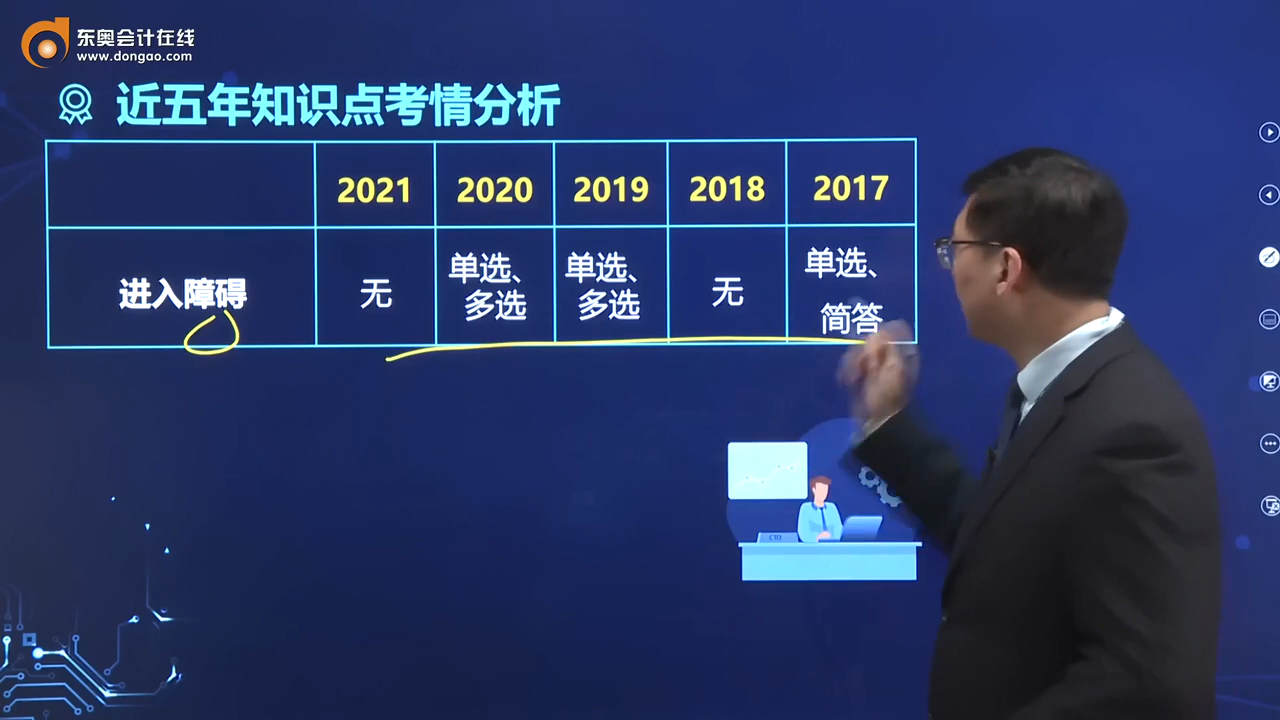 东奥会计在线
www.dongao.com
近五年知识点考情分析
2021 2020 2019 2018 2017
进入障碍 无 单选、多选 单选、多选 无 单选、简答
CTO